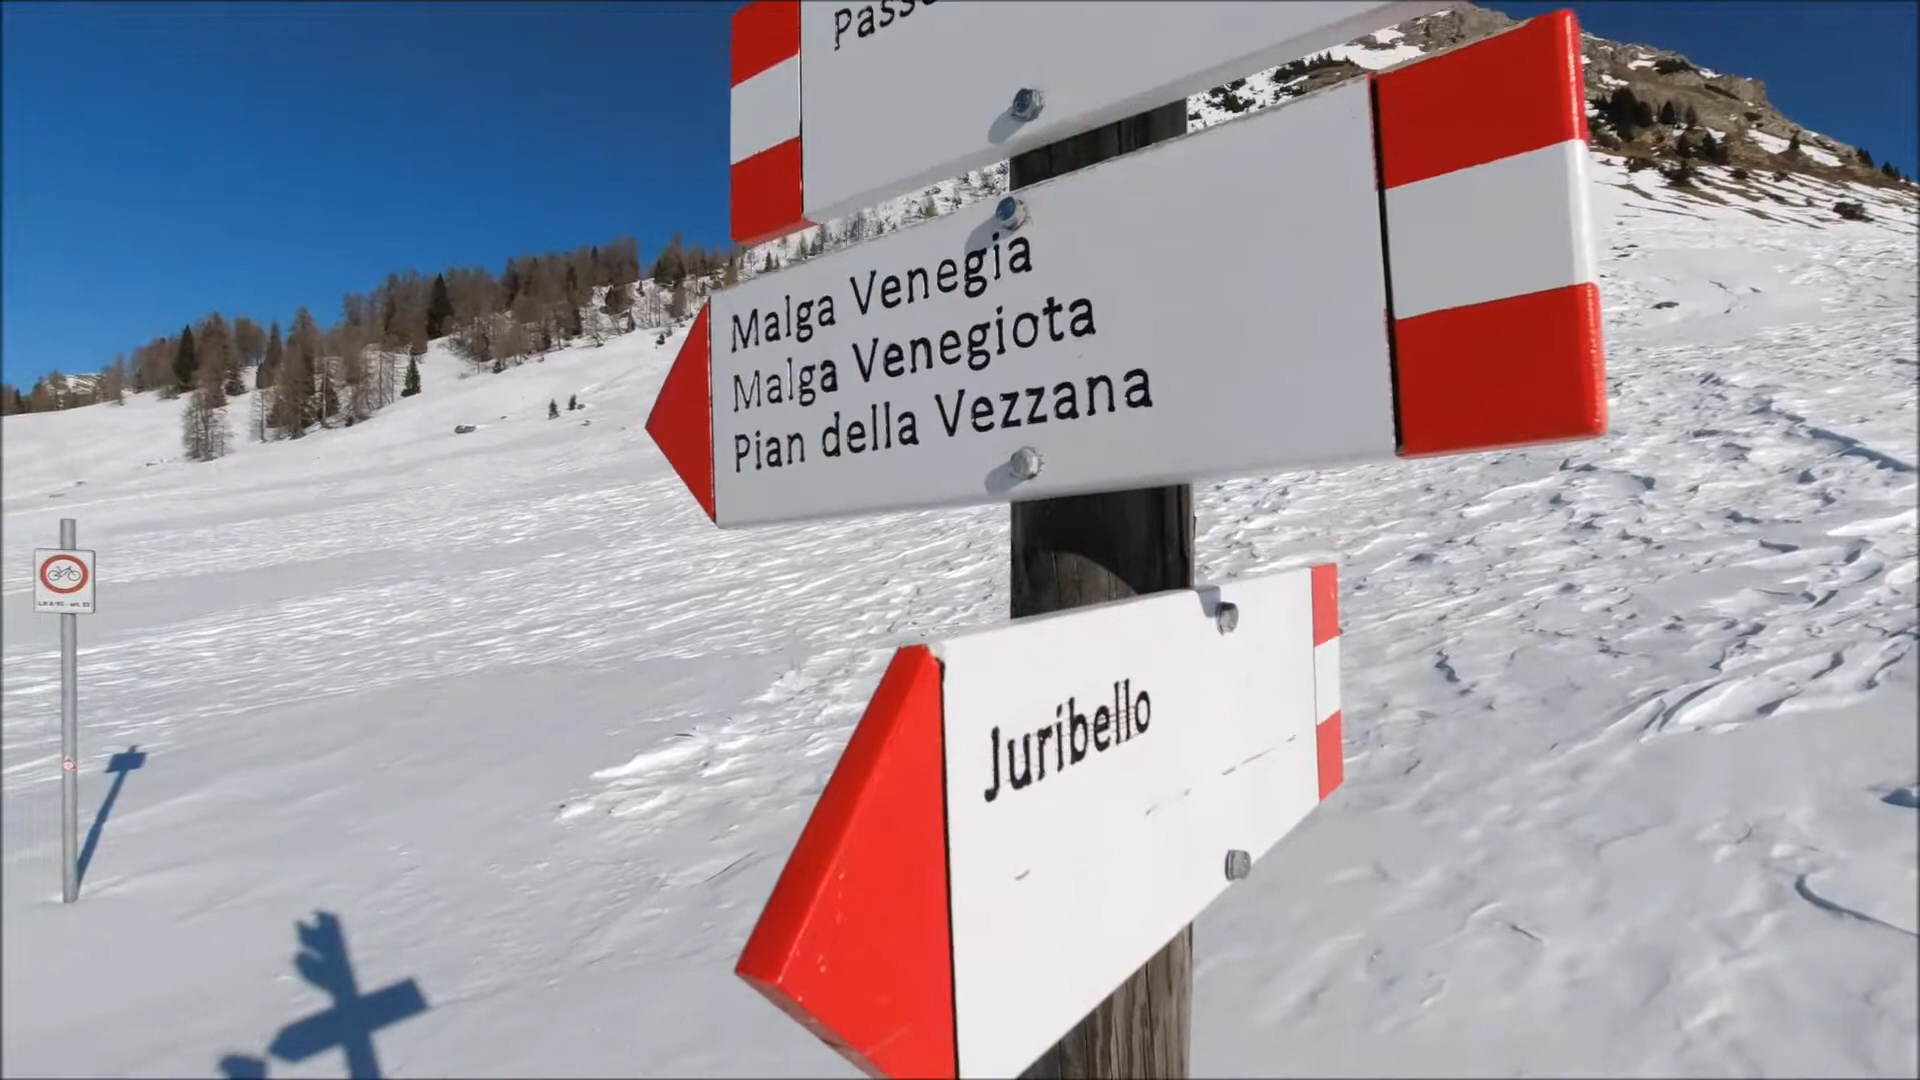 Malga Venegia
Malga Venegiota
Pian della Vezzana
Juribello